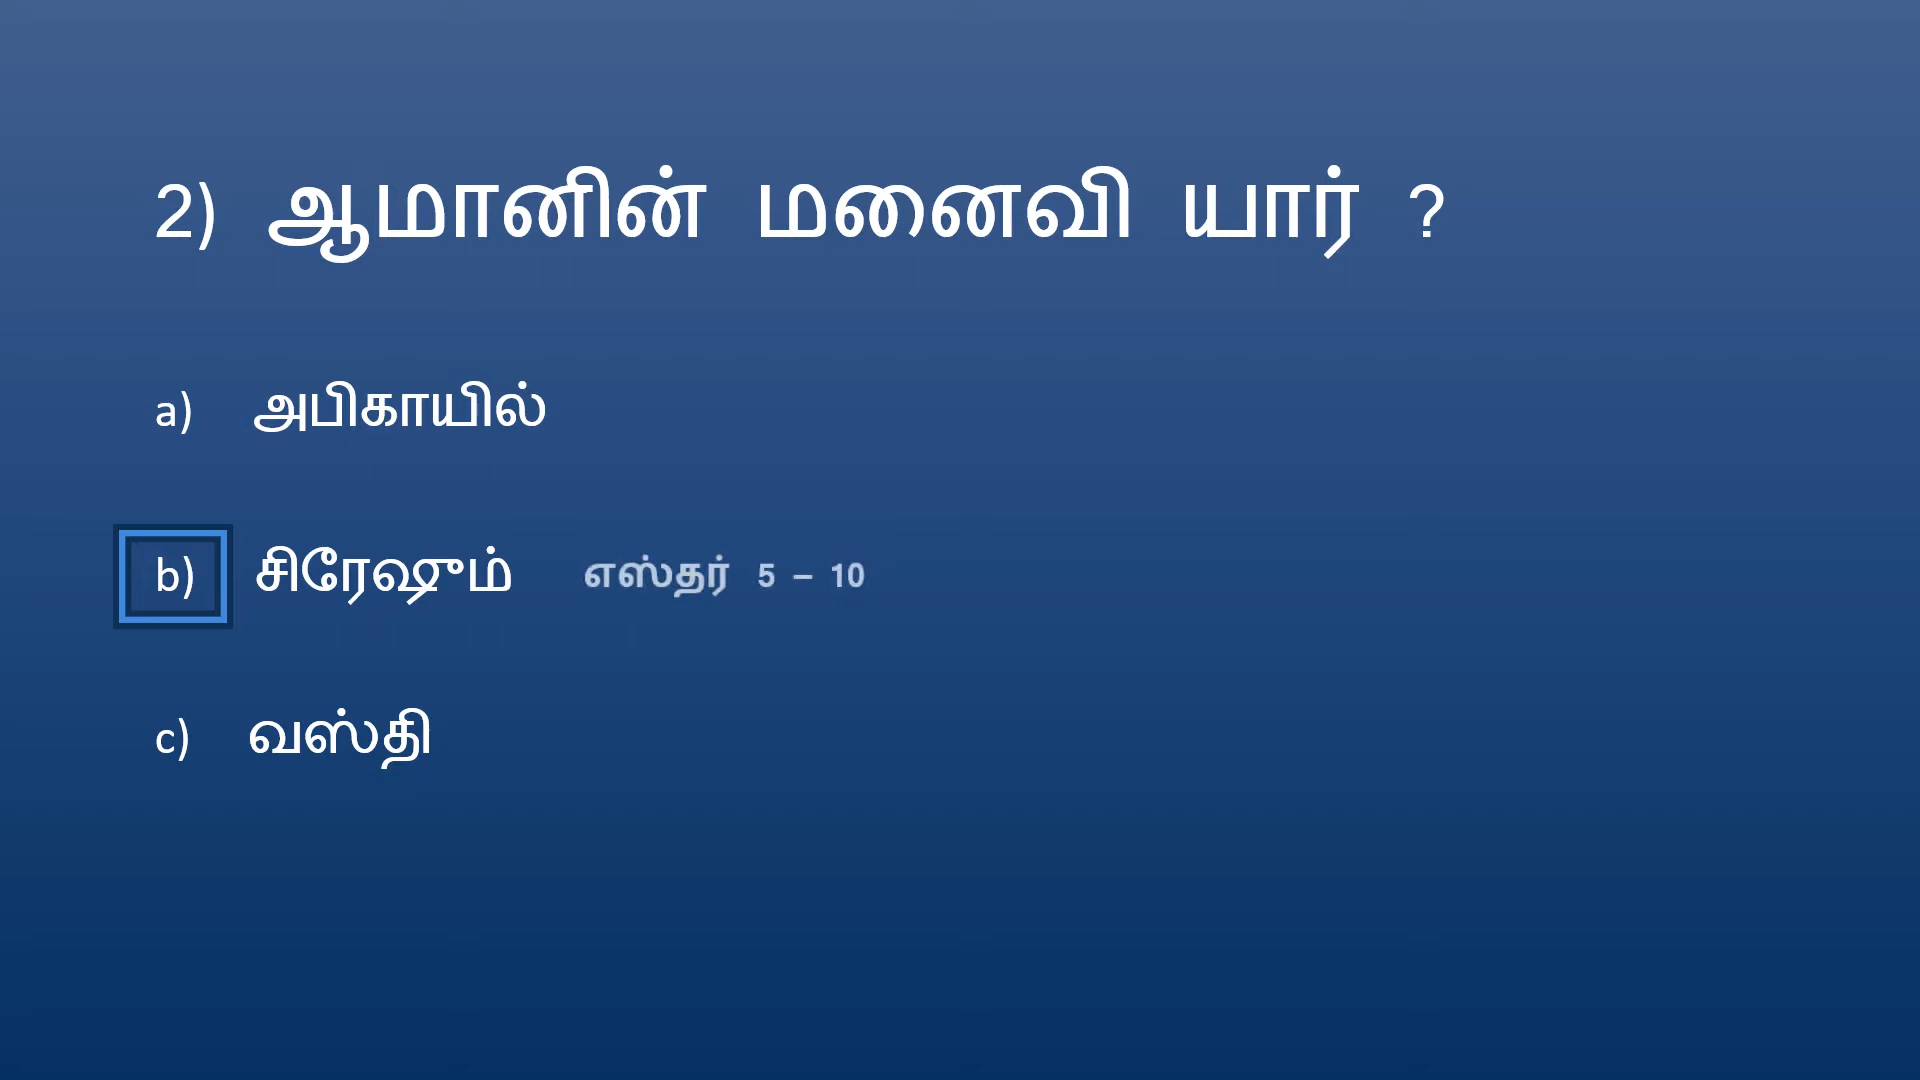 2) ஆமானின் மனைவி யார் ?
a) அபிகாயில்
b) சிரேஷும் எஸ்தர் 5 – 10
c) வஸ்தி